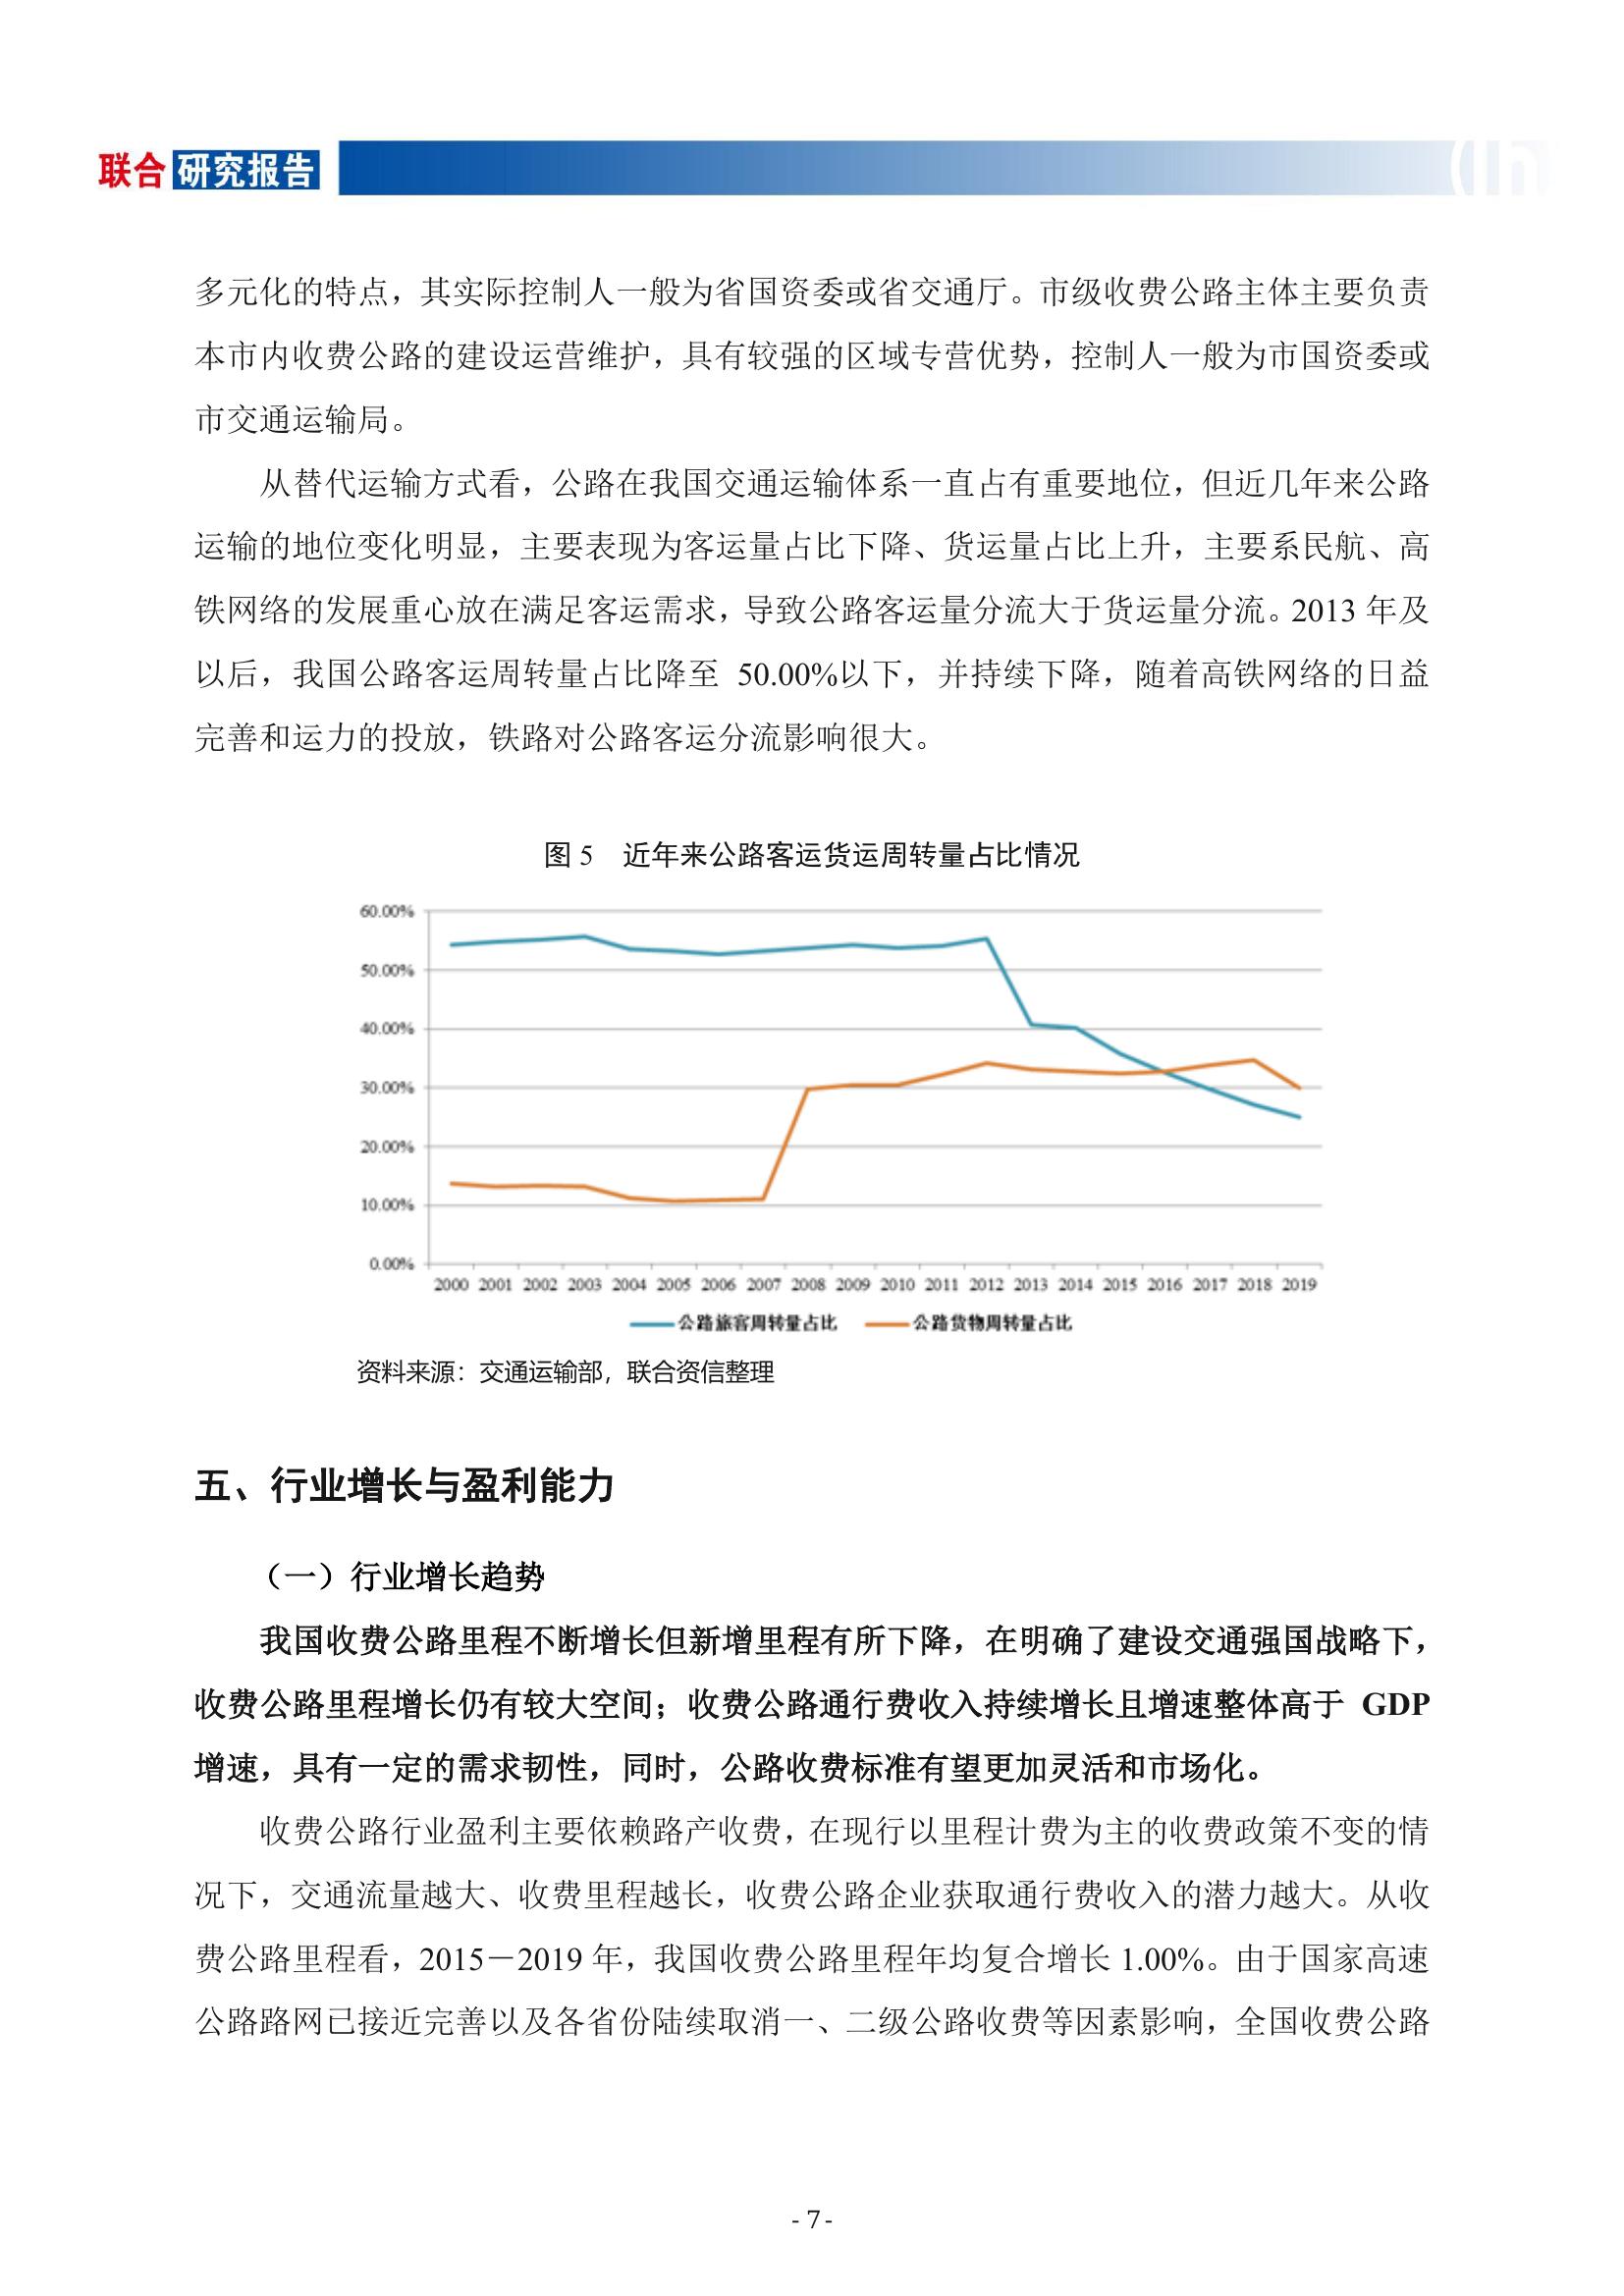 联合研究报告
多元化的特点，其实际控制人一般为省国资委或省交通厅。市级收费公路主体主要负责
本市内收费公路的建设运营维护，具有较强的区域专营优势，控制人一般为市国资委或
市交通运输局。
从替代运输方式看，公路在我国交通运输体系一直占有重要地位，但近几年来公路
运输的地位变化明显，主要表现为客运量占比下降、货运量占比上升，主要系民航、高
铁网络的发展重心放在满足客运需求，导致公路客运量分流大于货运量分流。2013 年及
以后，我国公路客运周转量占比降至 50.00%以下，并持续下降，随着高铁网络的日益
完善和运力的投放，铁路对公路客运分流影响很大。
图 5　近年来公路客运货运周转量占比情况
60.00%
50.00%
40.00%
30.00%
20.00%
10.00%
0.00%
2000 2001 2002 2003 2004 2005 2006 2007 2008 2009 2010 2011 2012 2013 2014 2015 2016 2017 2018 2019
公路旅客周转量占比 公路货物周转量占比
资料来源：交通运输部，联合资信整理
五、行业增长与盈利能力
（一）行业增长趋势
我国收费公路里程不断增长但新增里程有所下降，在明确了建设交通强国战略下，
收费公路里程增长仍有较大空间；收费公路通行费收入持续增长且增速整体高于 GDP
增速，具有一定的需求韧性，同时，公路收费标准有望更加灵活和市场化。
收费公路行业盈利主要依赖路产收费，在现行以里程计费为主的收费政策不变的情
况下，交通流量越大、收费里程越长，收费公路企业获取通行费收入的潜力越大。从收
费公路里程看，2015－2019 年，我国收费公路里程年均复合增长 1.00%。由于国家高速
公路路网已接近完善以及各省份陆续取消一、二级公路收费等因素影响，全国收费公路
- 7 -